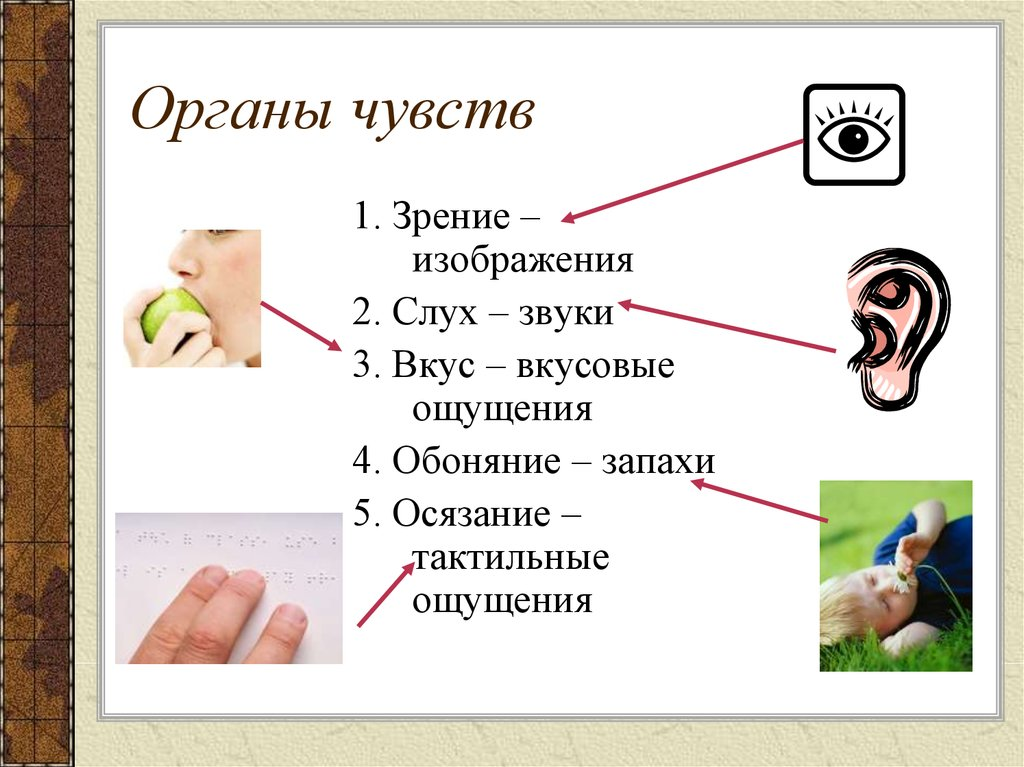 Органы чувств
1. Зрение –
изображения
2. Слух – звуки
3. Вкус – вкусовые
ощущения
4. Обоняние – запахи
5. Осязание –
тактильные
ощущения